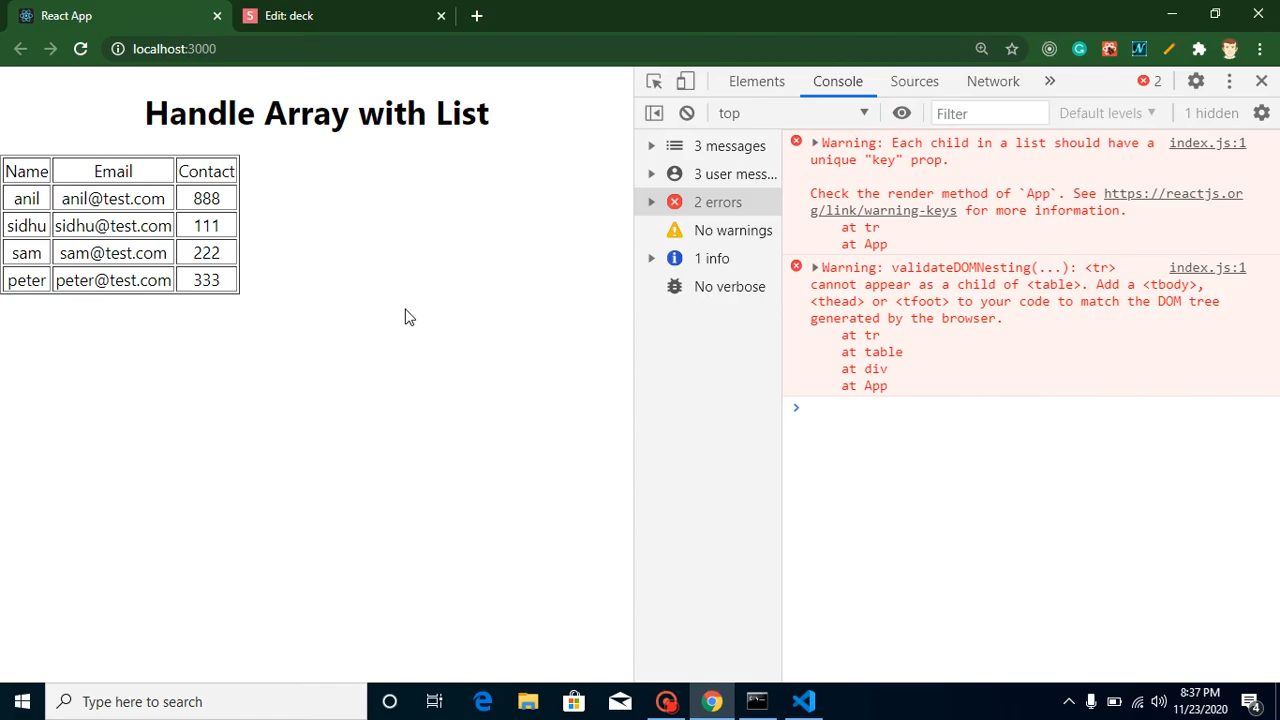 React App
Edit: deck
localhost:3000
Handle Array with List
Name Email Contact
anil anil@test.com 888
sidhu sidhu@test.com 111
sam sam@test.com 222
peter peter@test.com 333
Elements Console Sources Network 2
top Filter Default levels 1 hidden
3 messages
3 user mess...
2 errors
No warnings
1 info
No verbose
Warning: Each child in a list should have a index.js:1
unique "key" prop.
Check the render method of `App`. See https://reactjs.or
g/link/warning-keys for more information.
at tr
at App
Warning: validateDOMNesting(...): <tr> index.js:1
cannot appear as a child of <table>. Add a <tbody>,
<thead> or <tfoot> to your code to match the DOM tree
generated by the browser.
at tr
at table
at div
at App
Type here to search
8:37 PM
11/23/2020
4